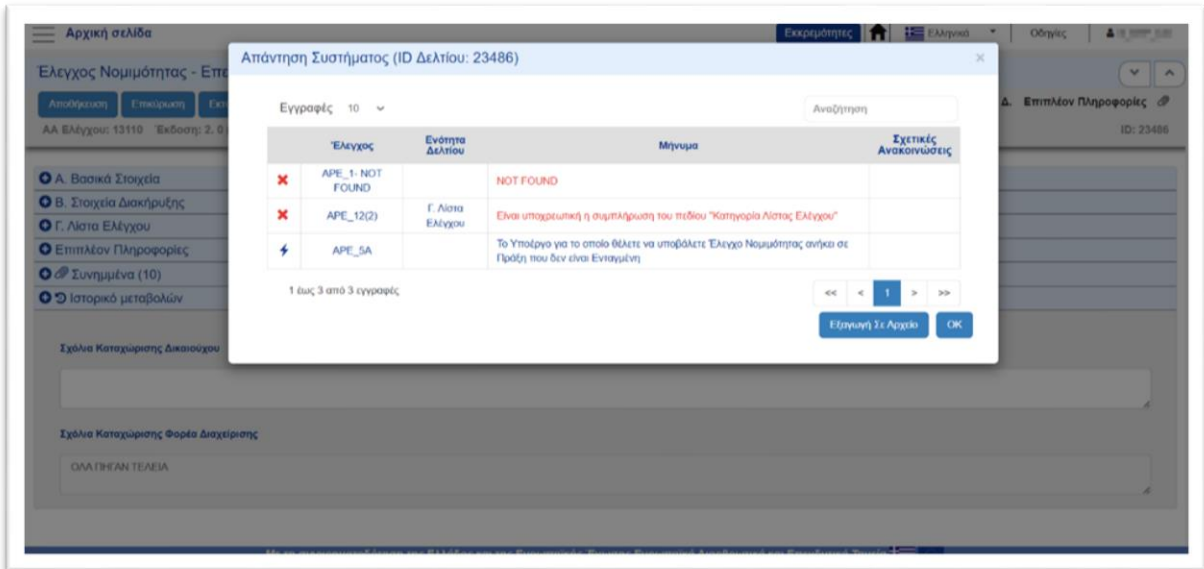 Αρχική σελίδα
Εκκρεμότητες
Ελληνικά
Οδηγίες
Απάντηση Συστήματος (ID Δελτίου: 23486)
×
Έλεγχος Νομιμότητας - Επε
Αποθήκευση Επικύρωση
Δ. Επιπλέον Πληροφορίες
ΑΑ Ελέγχου: 13110 Έκδοση: 2. 0
ID: 23486
Εγγραφές 10
Αναζήτηση
Έλεγχος
Ενότητα Δελτίου
Μήνυμα
Σχετικές Ανακοινώσεις
APE_1- NOT FOUND
NOT FOUND
APE_12(2)
Γ. Λίστα Ελέγχου
Είναι υποχρεωτική η συμπλήρωση του πεδίου "Κατηγορία Λίστας Ελέγχου"
APE_5A
Το Υποέργο για το οποίο θέλετε να υποβάλετε Έλεγχο Νομιμότητας ανήκει σε
Πράξη που δεν είναι Ενταγμένη
1 έως 3 από 3 εγγραφές
<< < 1 > >>
Εξαγωγή Σε Αρχείο OK
Α. Βασικά Στοιχεία
Β. Στοιχεία Διακήρυξης
Γ. Λίστα Ελέγχου
Επιπλέον Πληροφορίες
Συνημμένα (10)
Ιστορικό μεταβολών
Σχόλια Καταχώρισης Δικαιούχου
Σχόλια Καταχώρισης Φορέα Διαχείρισης
ΟΛΑ ΠΗΓΑΝ ΤΕΛΕΙΑ